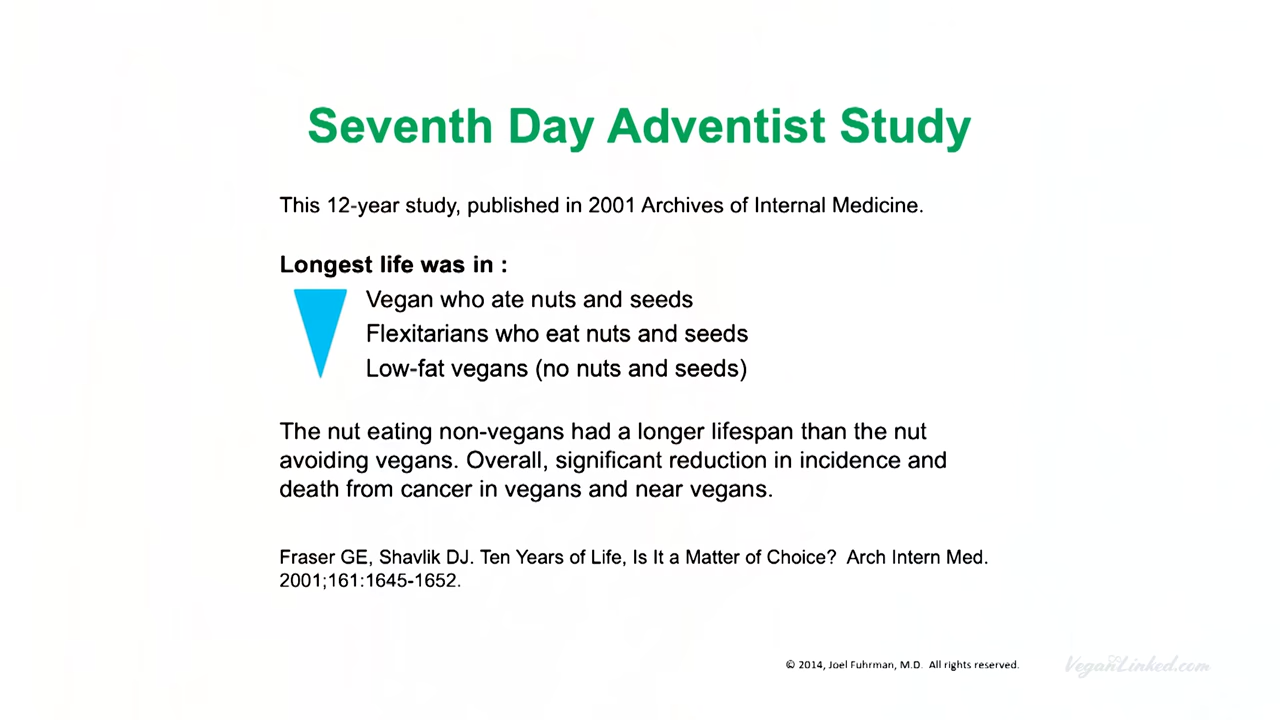 Seventh Day Adventist Study
This 12-year study, published in 2001 Archives of Internal Medicine.
Longest life was in :
Vegan who ate nuts and seeds
Flexitarians who eat nuts and seeds
Low-fat vegans (no nuts and seeds)
The nut eating non-vegans had a longer lifespan than the nut
avoiding vegans. Overall, significant reduction in incidence and
death from cancer in vegans and near vegans.
Fraser GE, Shavlik DJ. Ten Years of Life, Is It a Matter of Choice?  Arch Intern Med.
2001;161:1645-1652.
© 2014, Joel Fuhrman, M.D.  All rights reserved.
VeganLinked.com